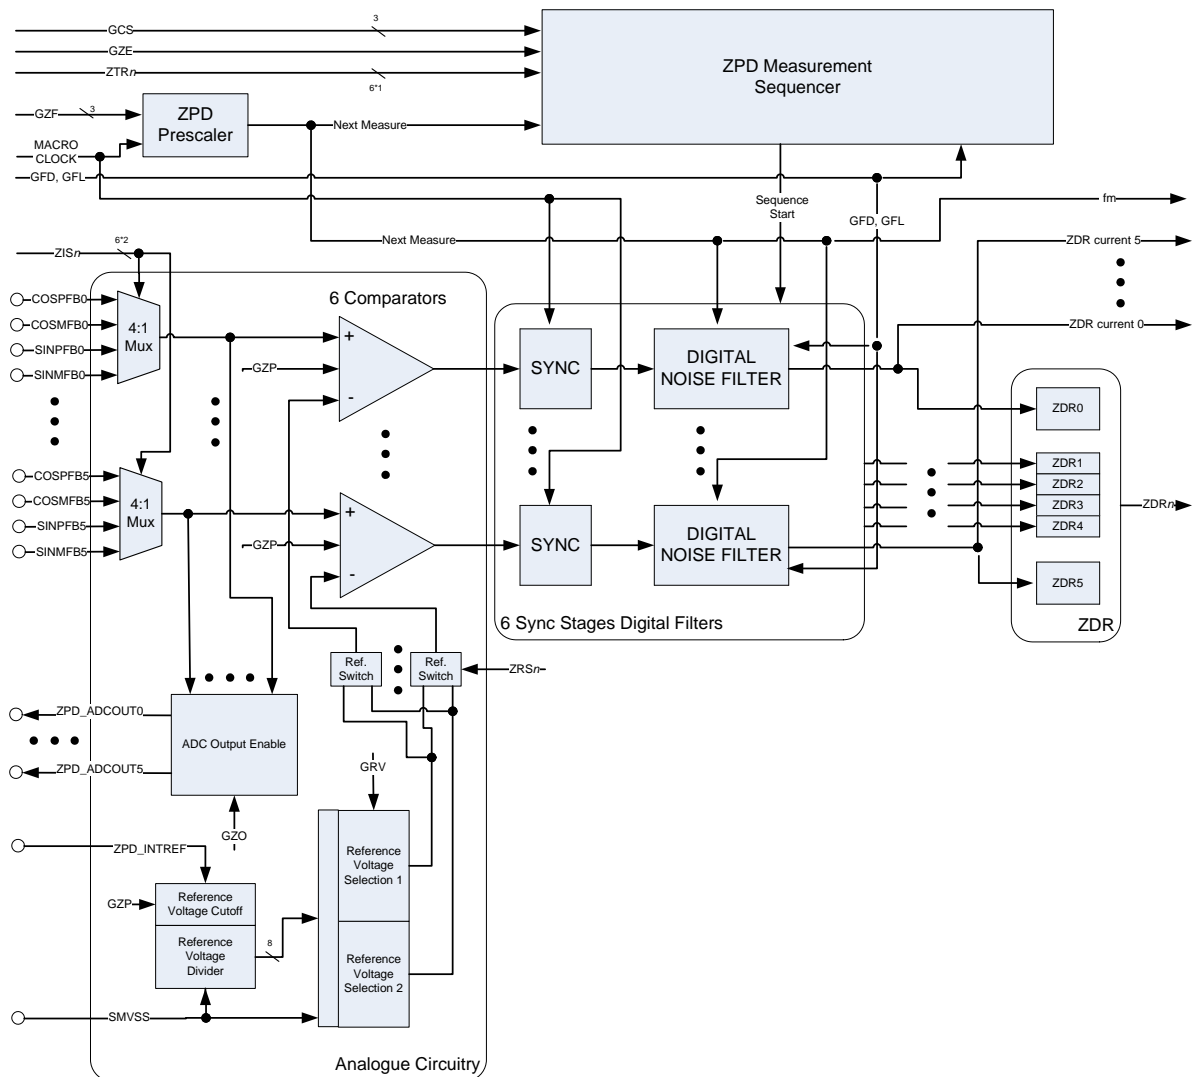 GCS
3
GZE
ZTRn
6*1
ZPD Measurement
Sequencer
GZF
3
ZPD
Prescaler
Next Measure
MACRO
CLOCK
GFD, GFL
Sequence
Start
GFD, GFL
fm
Next Measure
ZDR current 5
ZISn
6*2
6 Comparators
COSPFB0
COSMFB0
SINPFB0
SINMFB0
4:1
Mux
+
GZP
-
SYNC
DIGITAL
NOISE FILTER
ZDR current 0
ZDR0
COSPFB5
COSMFB5
SINPFB5
SINMFB5
4:1
Mux
+
GZP
-
SYNC
DIGITAL
NOISE FILTER
ZDR1
ZDR2
ZDR3
ZDR4
ZDRn
ZDR5
6 Sync Stages Digital Filters
ZDR
Ref.
Switch
Ref.
Switch
ZRSn
ZPD_ADCOUT0
ADC Output Enable
ZPD_ADCOUT5
GRV
GZO
ZPD_INTREF
Reference
Voltage
Selection 1
GZP
Reference
Voltage Cutoff
Reference
Voltage
Divider
8
Reference
Voltage
Selection 2
SMVSS
Analogue Circuitry